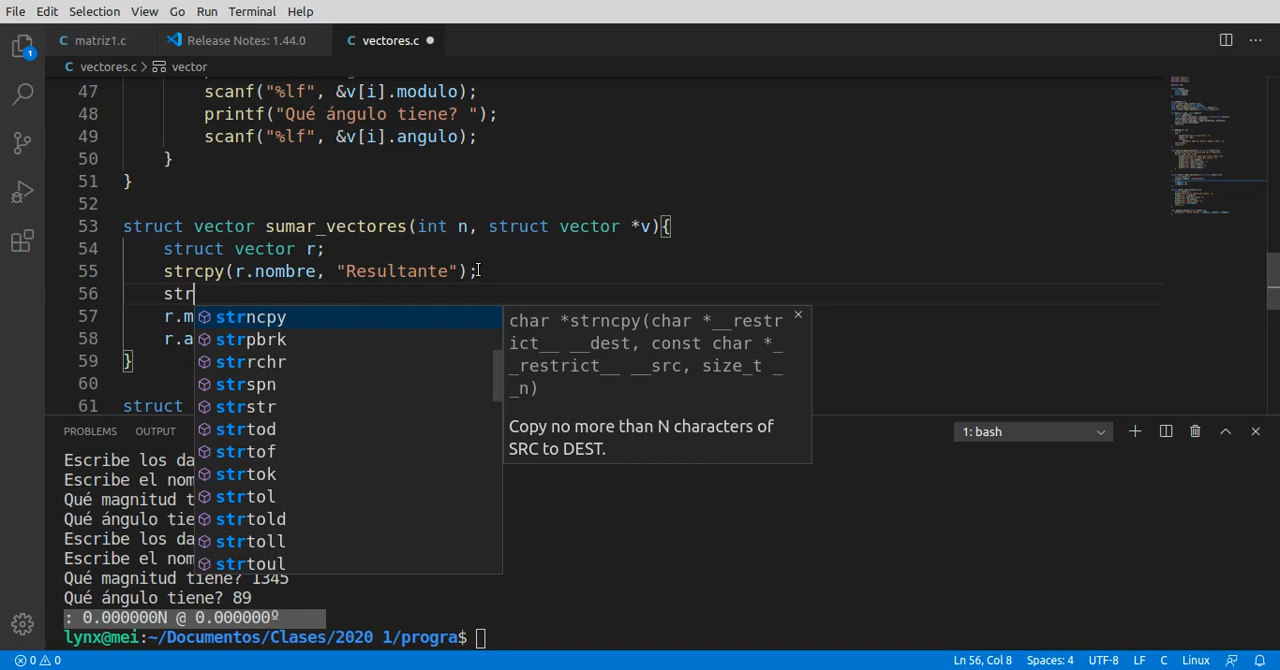 File Edit Selection View Go Run Terminal Help
matriz1.c Release Notes: 1.44.0 vectores.c
vectores.c > vector
47 scanf("%lf", &v[i].modulo);
48 printf("Qué ángulo tiene? ");
49 scanf("%lf", &v[i].angulo);
50 }
51 }
52
53 struct vector sumar_vectores(int n, struct vector *v){
54 struct vector r;
55 strcpy(r.nombre, "Resultante");
56 str
57 r.m
58 r.a
59 }
60
61 struct
strncpy
strpbrk
strrchr
strspn
strstr
strtod
strtof
strtok
strtol
strtold
strtoll
strtoul
char *strncpy(char *__restr
ict__ __dest, const char *_
_restrict__ __src, size_t _
_n)
Copy no more than N characters of
SRC to DEST.
PROBLEMS OUTPUT 1: bash
Escribe los da
Escribe el nom
Qué magnitud t
Qué ángulo tie
Escribe los da
Escribe el nom
Qué magnitud tiene? 1345
Qué ángulo tiene? 89
: 0.000000N @ 0.000000º
lynx@mei:~/Documentos/Clases/2020 1/progra$
0 0 Ln 56, Col 8 Spaces: 4 UTF-8 LF C Linux